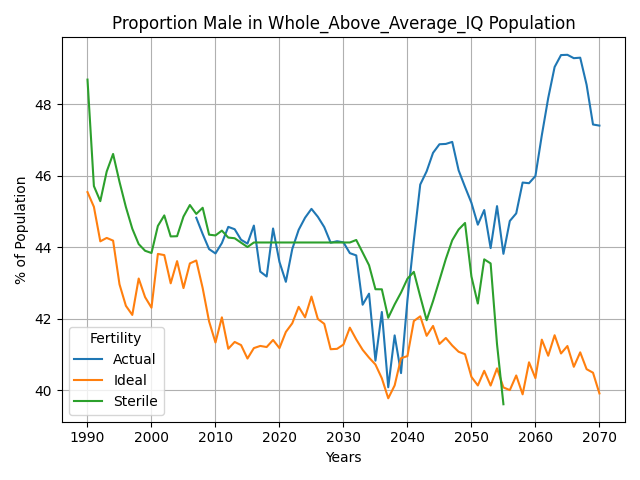 Proportion Male in Whole_Above_Average_IQ Population
% of Population
48
46
44
42
40
Fertility
Actual
Ideal
Sterile
1990 2000 2010 2020 2030 2040 2050 2060 2070
Years